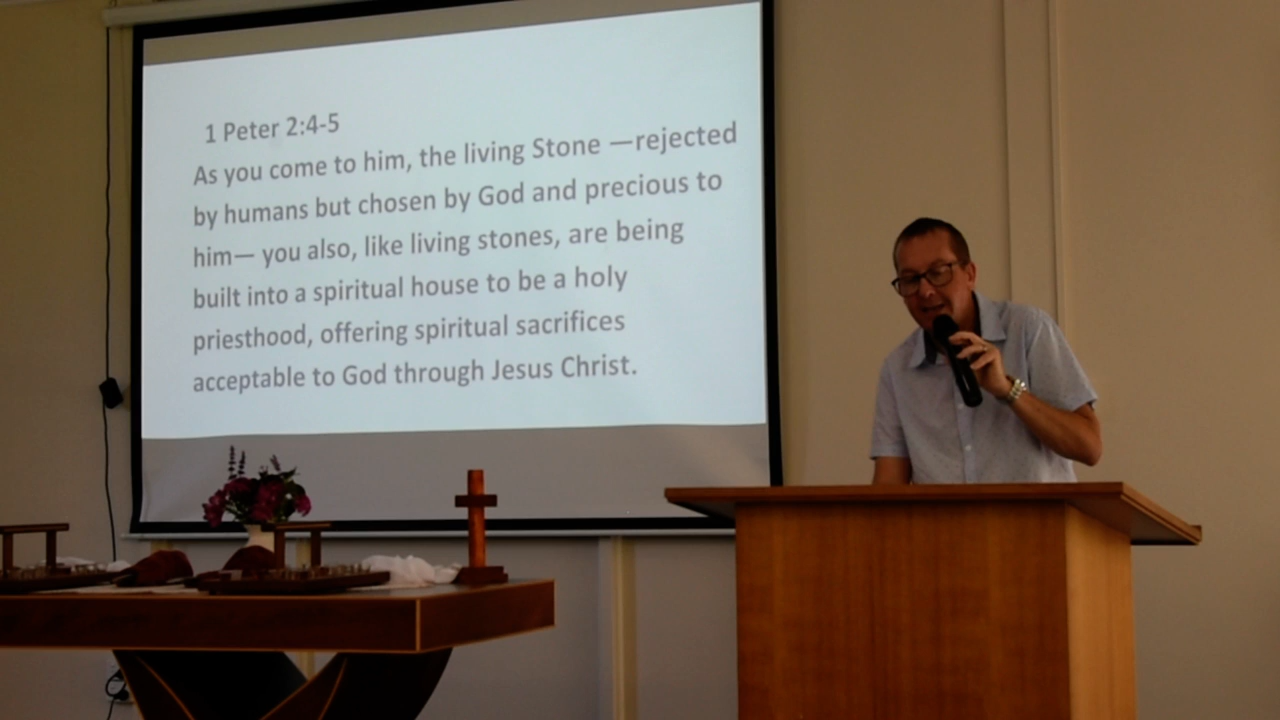 1 Peter 2:4-5
As you come to him, the living Stone —rejected
by humans but chosen by God and precious to
him— you also, like living stones, are being
built into a spiritual house to be a holy
priesthood, offering spiritual sacrifices
acceptable to God through Jesus Christ.